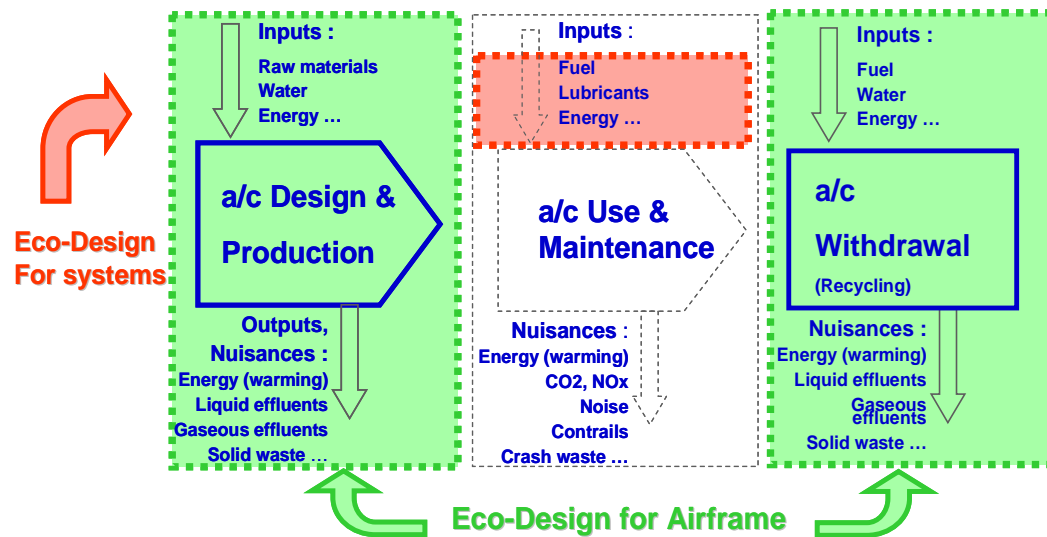 Inputs :
Raw materials
Water
Energy …
a/c Design &
Production
Outputs,
Nuisances :
Energy (warming)
Liquid effluents
Gaseous effluents
Solid waste …
Inputs :
Fuel
Lubricants
Energy …
a/c Use &
Maintenance
Nuisances :
Energy (warming)
CO2, NOx
Noise
Contrails
Crash waste …
Inputs :
Fuel
Water
Energy …
a/c
Withdrawal
(Recycling)
Nuisances :
Energy (warming)
Liquid effluents
Gaseous
effluents
Solid waste …
Eco-Design
For systems
Eco-Design for Airframe